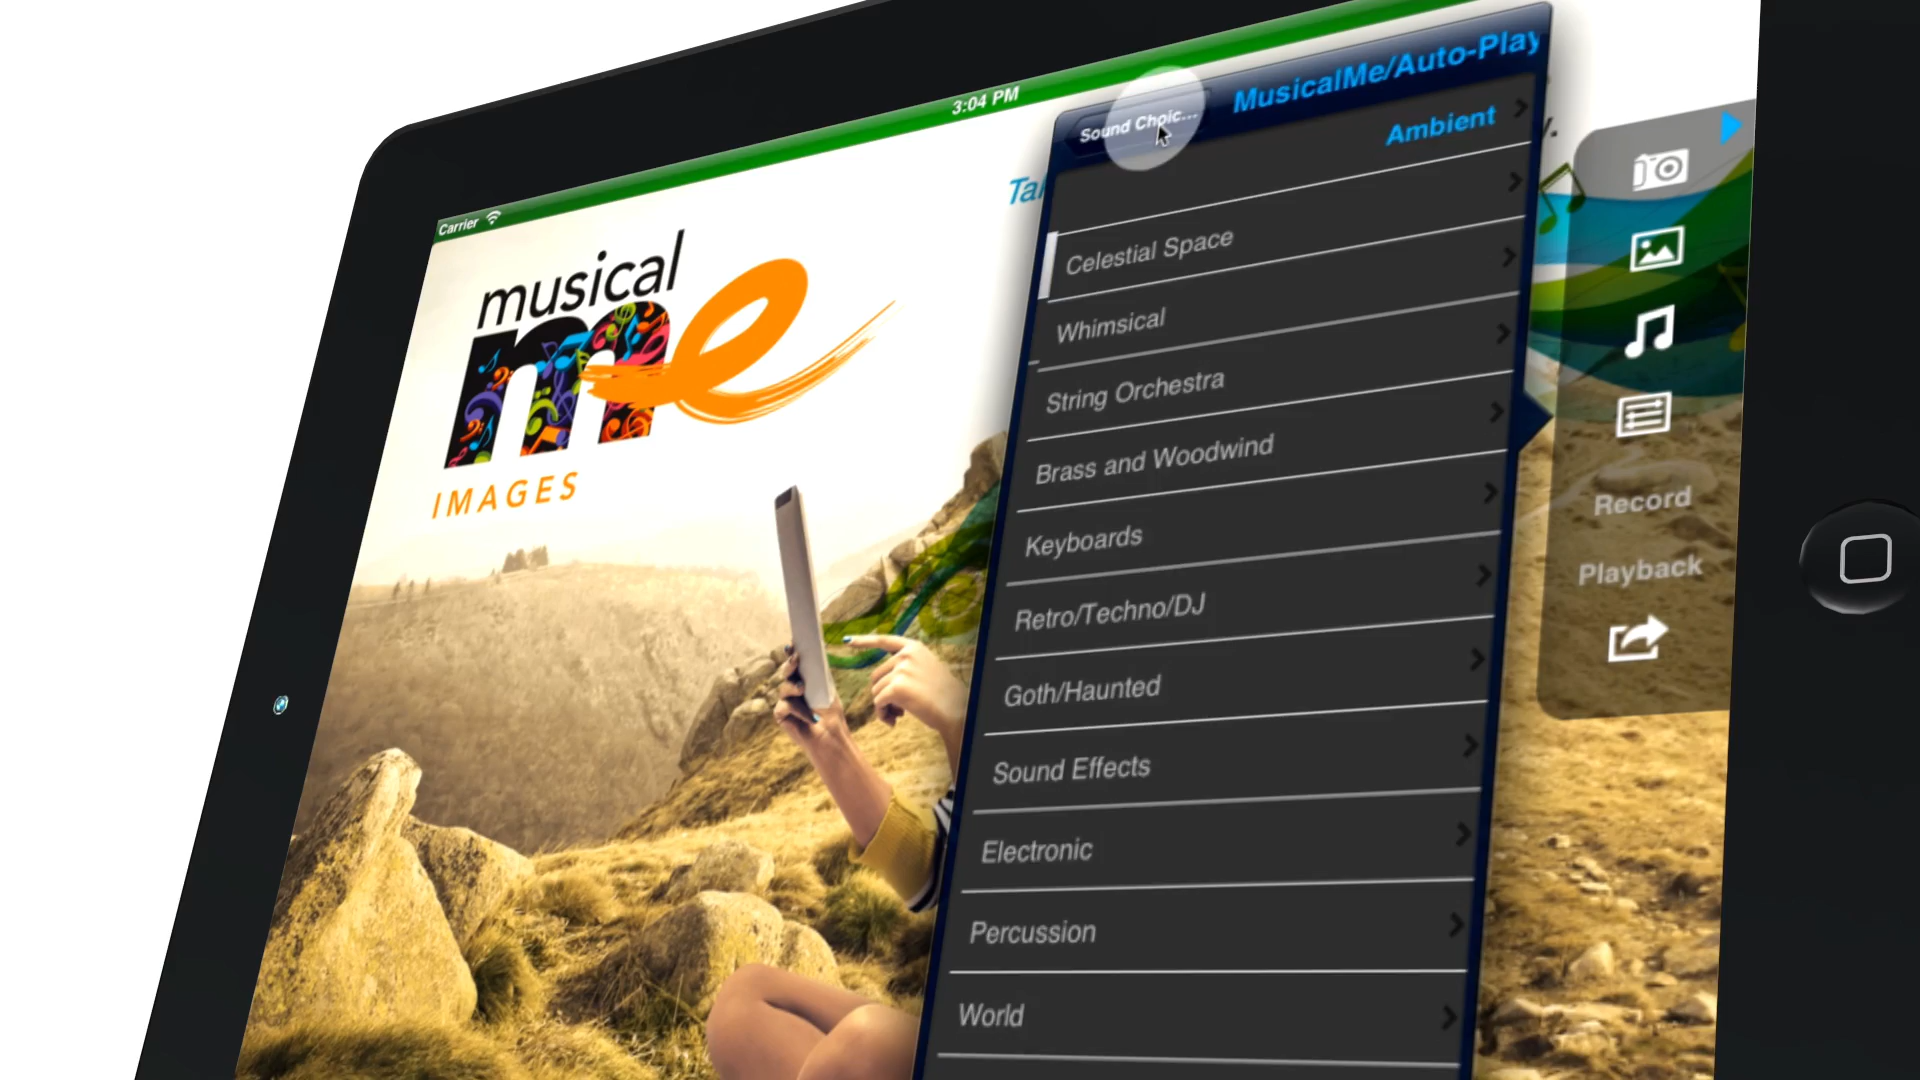 3:04 PM
Carrier
musical
me
IMAGES
Sound Choic...
MusicalMe/Auto-Play
Ambient
Celestial Space
Whimsical
String Orchestra
Brass and Woodwind
Keyboards
Retro/Techno/DJ
Goth/Haunted
Sound Effects
Electronic
Percussion
World
Record
Playback